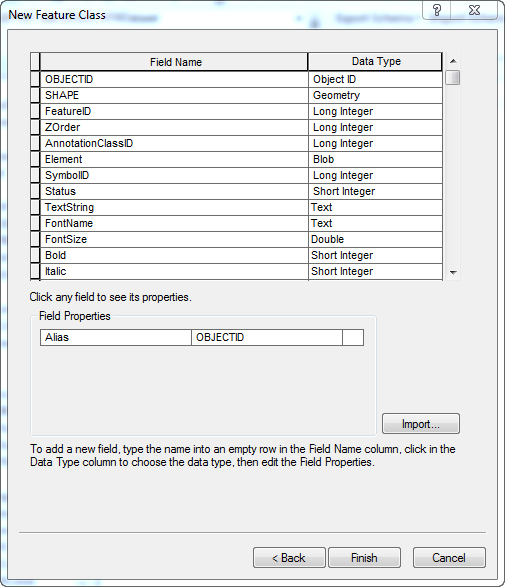 New Feature Class
?
Field Name Data Type
OBJECTID Object ID
SHAPE Geometry
FeatureID Long Integer
ZOrder Long Integer
AnnotationClassID Long Integer
Element Blob
SymbolID Long Integer
Status Short Integer
TextString Text
FontName Text
FontSize Double
Bold Short Integer
Italic Short Integer
Click any field to see its properties.
Field Properties
Alias OBJECTID
Import...
To add a new field, type the name into an empty row in the Field Name column, click in the
Data Type column to choose the data type, then edit the Field Properties.
< Back Finish Cancel